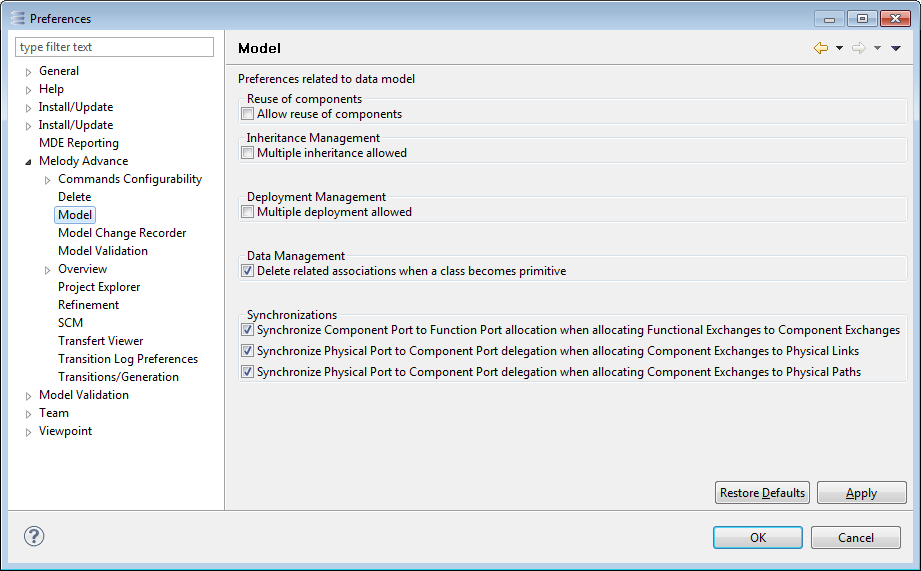 Preferences
type filter text
General
Help
Install/Update
Install/Update
MDE Reporting
Melody Advance
Commands Configurability
Delete
Model
Model Change Recorder
Model Validation
Overview
Project Explorer
Refinement
SCM
Transfert Viewer
Transition Log Preferences
Transitions/Generation
Model Validation
Team
Viewpoint
Model
Preferences related to data model
Reuse of components
Allow reuse of components
Inheritance Management
Multiple inheritance allowed
Deployment Management
Multiple deployment allowed
Data Management
Delete related associations when a class becomes primitive
Synchronizations
Synchronize Component Port to Function Port allocation when allocating Functional Exchanges to Component Exchanges
Synchronize Physical Port to Component Port delegation when allocating Component Exchanges to Physical Links
Synchronize Physical Port to Component Port delegation when allocating Component Exchanges to Physical Paths
Restore Defaults Apply
? OK Cancel